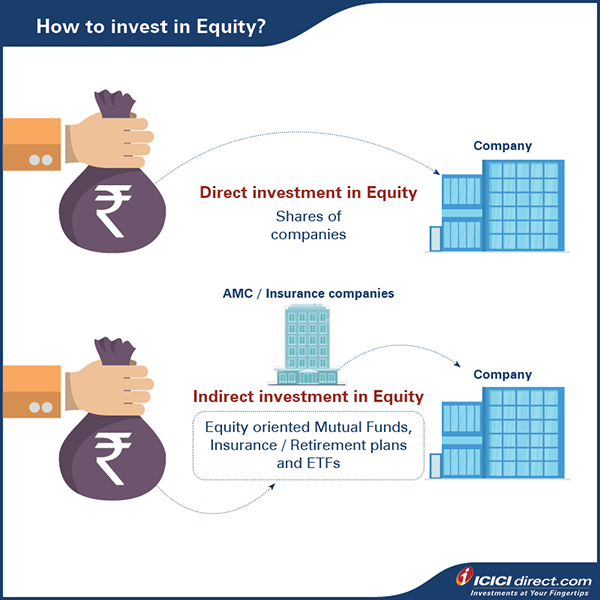 How to invest in Equity?
₹
Company
Direct investment in Equity
Shares of
companies
AMC / Insurance companies
₹
Company
Indirect investment in Equity
Equity oriented Mutual Funds,
Insurance / Retirement plans
and ETFs
i ICICI direct.com
Investments at Your Fingertips